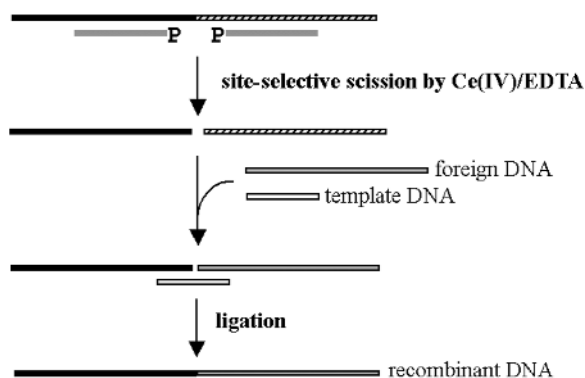 P P
site-selective scission by Ce(IV)/EDTA
foreign DNA
template DNA
ligation
recombinant DNA